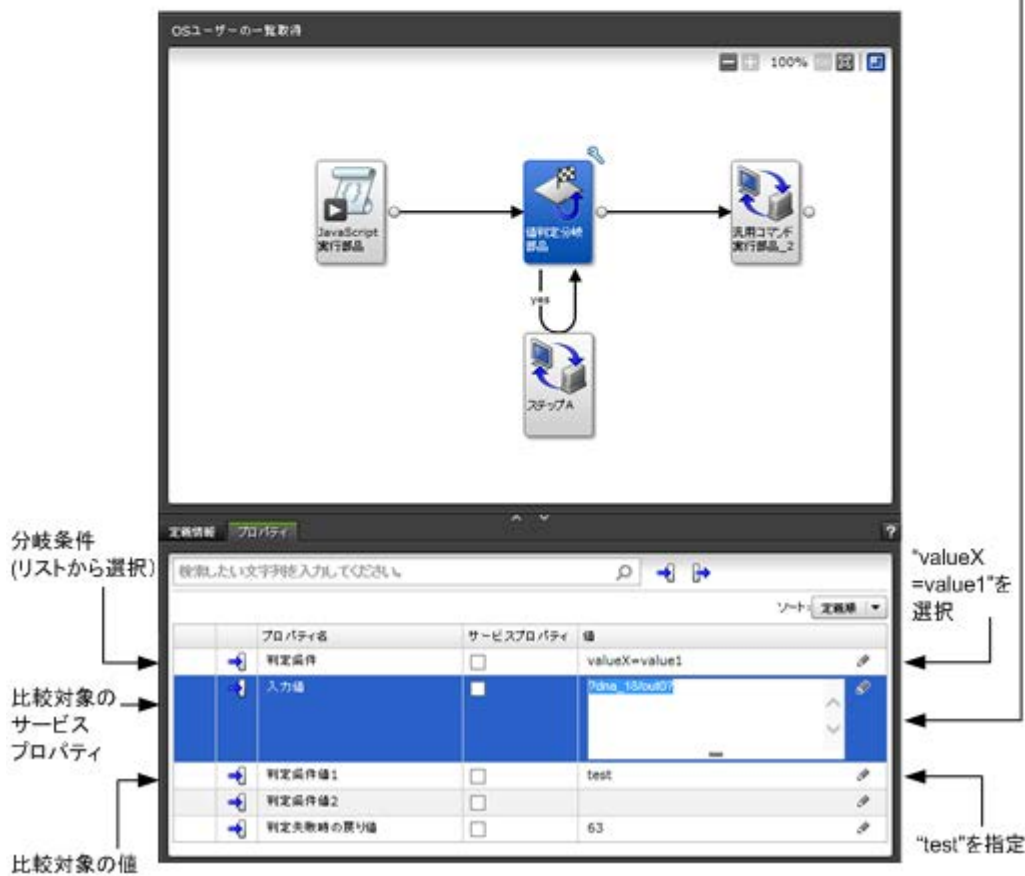 OSユーザーの一覧取得
100%
JavaScript
実行部品
値判定分岐
部品
汎用コマンド
実行部品_2
yes
ステップA
定義情報
プロパティ
?
分岐条件
(リストから選択)
検索したい文字列を入力してください。
"valueX
=value1"を
選択
ソート:
定義順
プロパティ名
サービスプロパティ
値
判定条件
valueX=value1
比較対象の
サービス
プロパティ
入力値
判定条件値1
test
判定条件値2
判定失敗時の戻り値
63
比較対象の値
"test"を指定